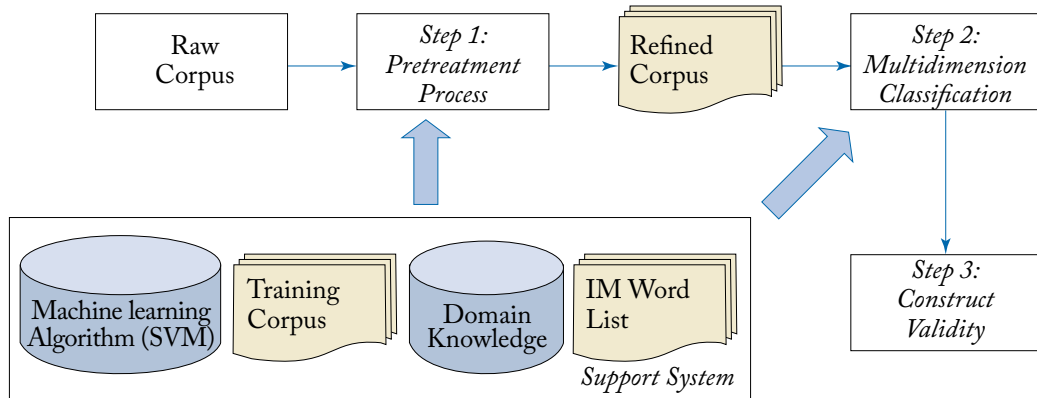 Raw
Corpus
Step 1:
Pretreatment
Process
Refined
Corpus
Step 2:
Multidimension
Classification
Machine learning
Algorithm (SVM)
Training
Corpus
Domain
Knowledge
IM Word
List
Support System
Step 3:
Construct
Validity